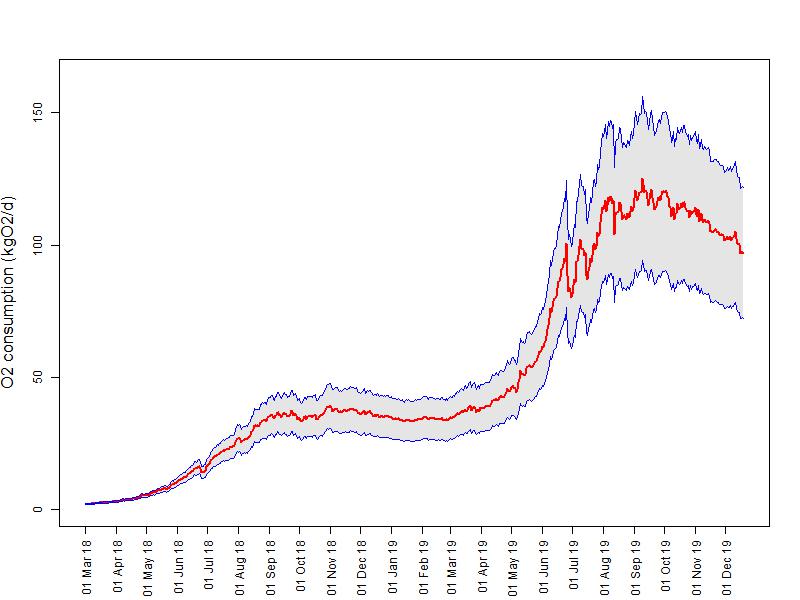 O2 consumption (kgO2/d)
150
100
50
0
01 Mar 18
01 Apr 18
01 May 18
01 Jun 18
01 Jul 18
01 Aug 18
01 Sep 18
01 Oct 18
01 Nov 18
01 Dec 18
01 Jan 19
01 Feb 19
01 Mar 19
01 Apr 19
01 May 19
01 Jun 19
01 Jul 19
01 Aug 19
01 Sep 19
01 Oct 19
01 Nov 19
01 Dec 19